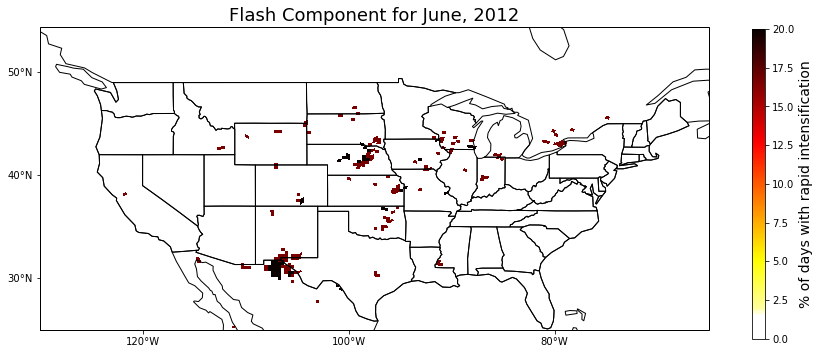 Flash Component for June, 2012
50°N
40°N
30°N
120°W
100°W
80°W
20.0
17.5
15.0
12.5
10.0
7.5
5.0
2.5
0.0
% of days with rapid intensification